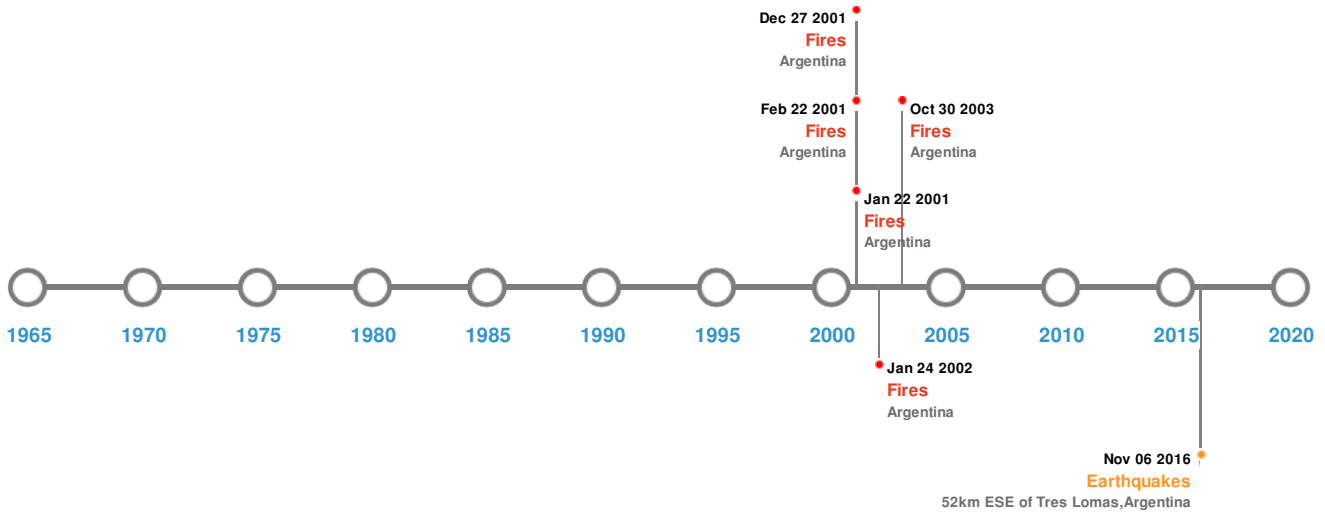 Dec 27 2001
Fires
Argentina
Feb 22 2001
Fires
Argentina
Oct 30 2003
Fires
Argentina
Jan 22 2001
Fires
Argentina
1965
1970
1975
1980
1985
1990
1995
2000
2005
2010
2015
2020
Jan 24 2002
Fires
Argentina
Nov 06 2016
Earthquakes
52km ESE of Tres Lomas,Argentina